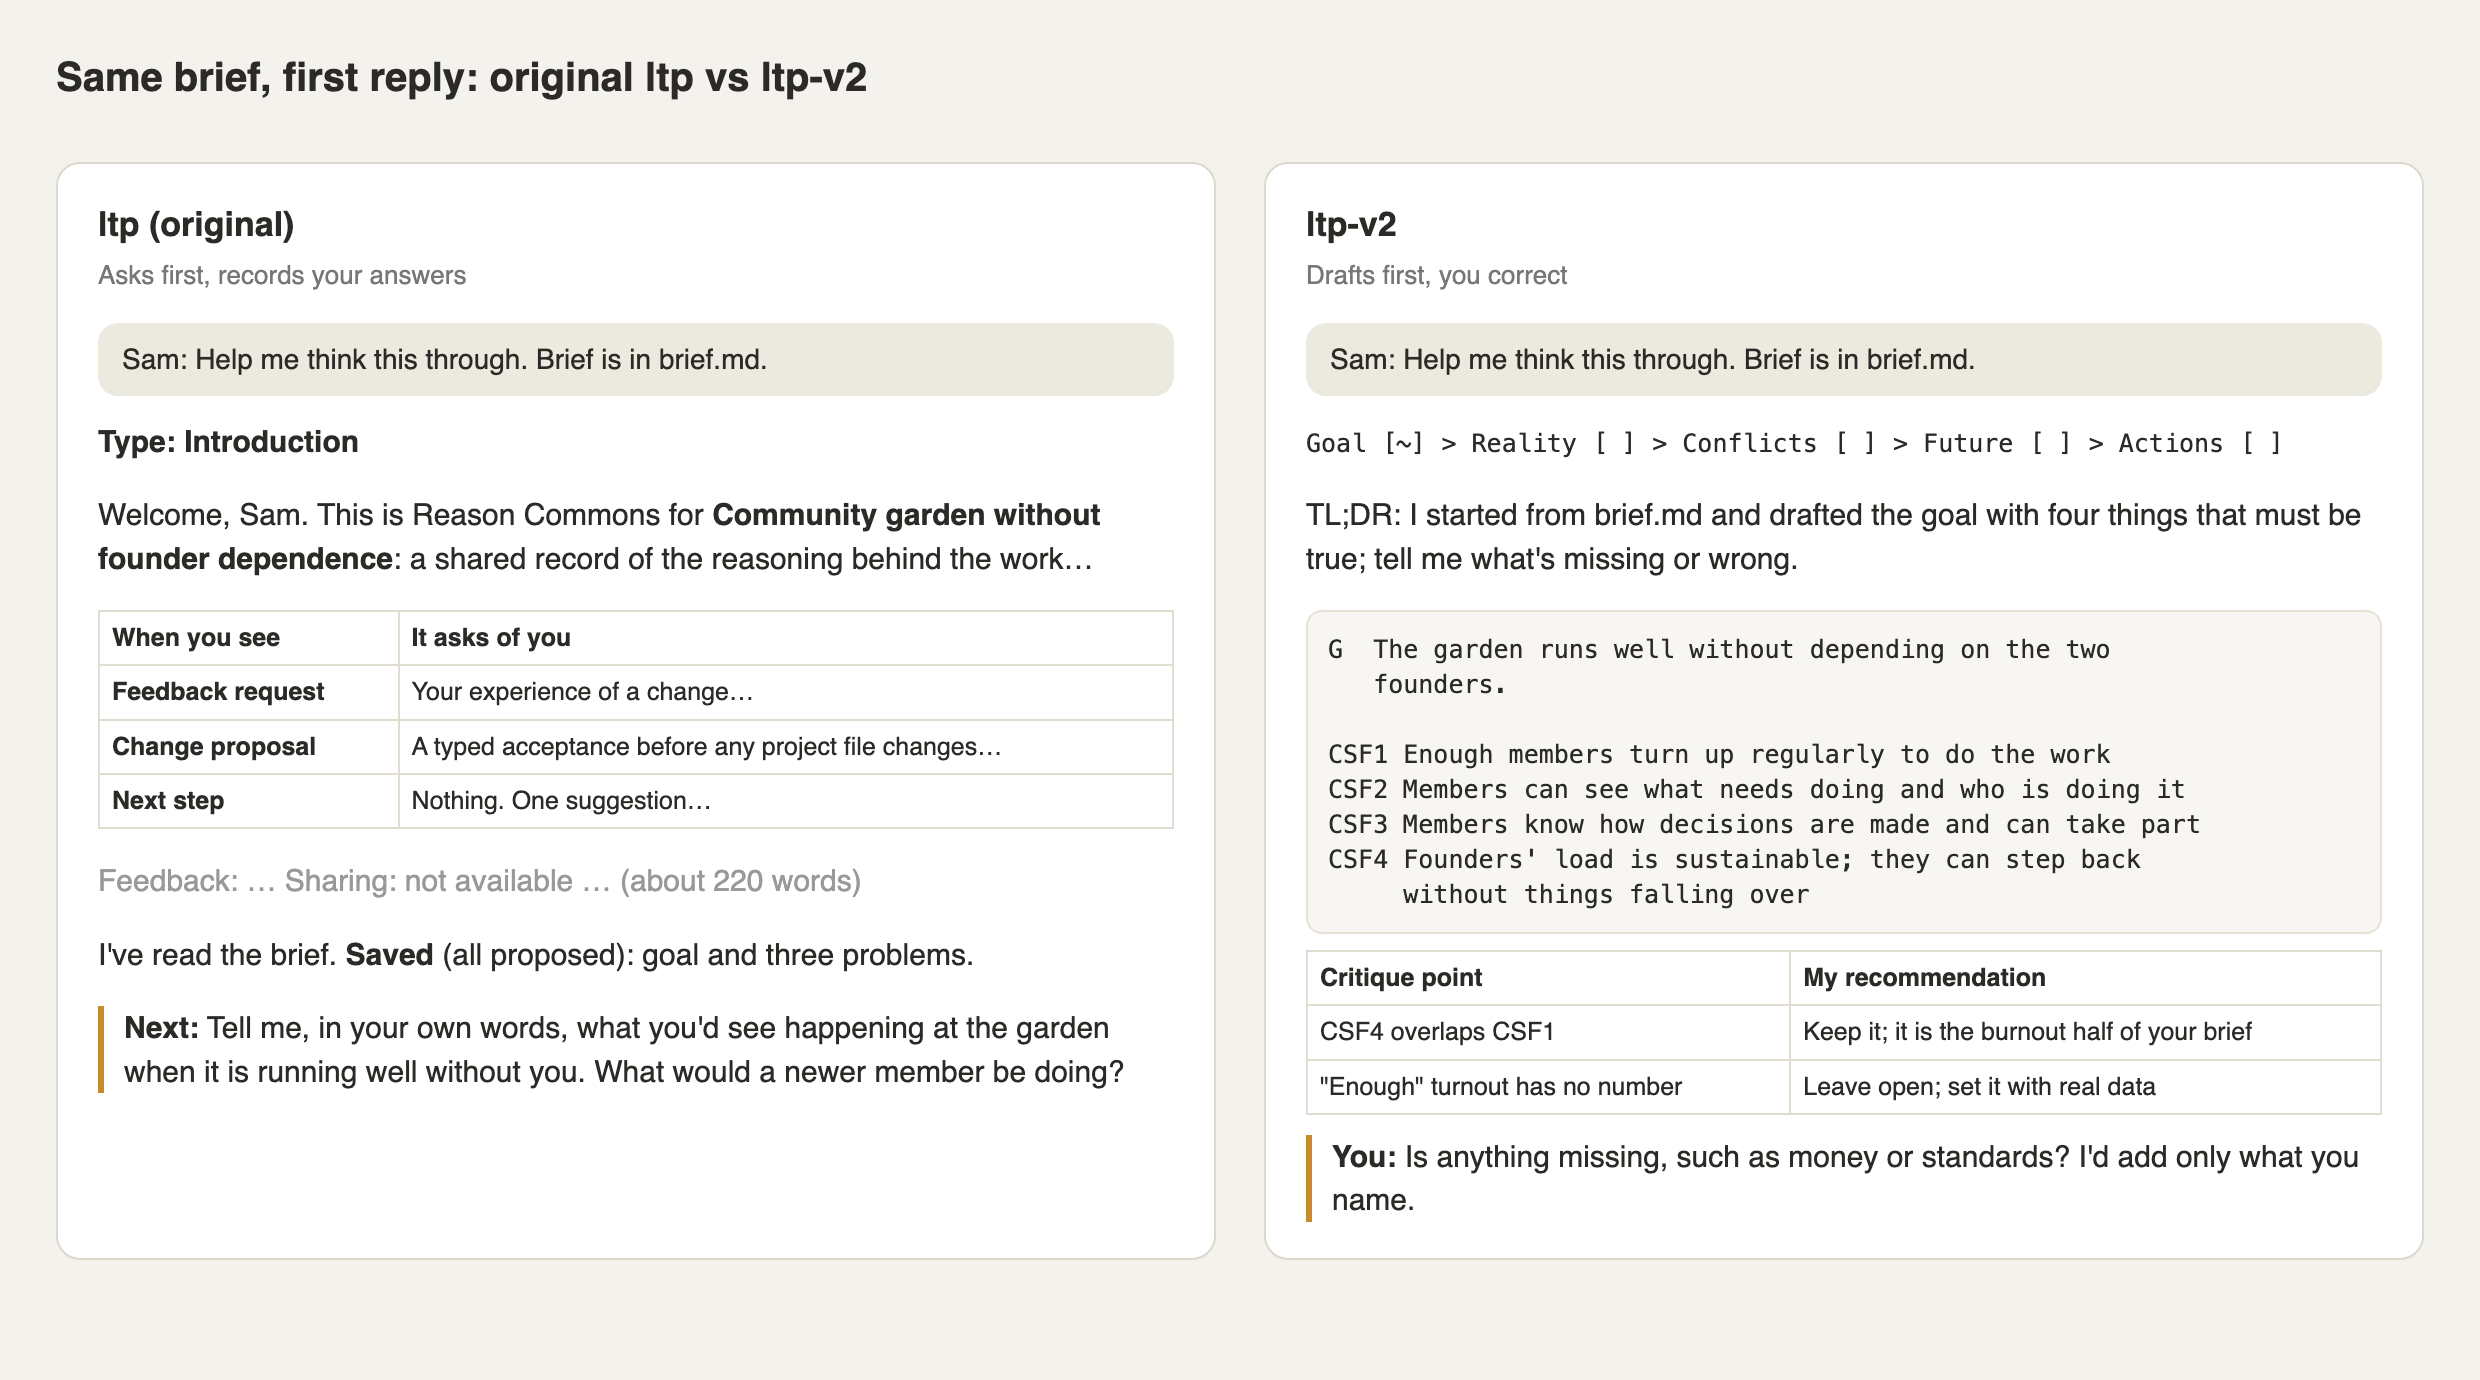 Same brief, first reply: original ltp vs ltp-v2
ltp (original)
Asks first, records your answers
Sam: Help me think this through. Brief is in brief.md.
Type: Introduction
Welcome, Sam. This is Reason Commons for Community garden without
founder dependence: a shared record of the reasoning behind the work…
When you see It asks of you
Feedback request Your experience of a change…
Change proposal A typed acceptance before any project file changes…
Next step Nothing. One suggestion…
Feedback: … Sharing: not available … (about 220 words)
I've read the brief. Saved (all proposed): goal and three problems.
Next: Tell me, in your own words, what you'd see happening at the garden
when it is running well without you. What would a newer member be doing?
ltp-v2
Drafts first, you correct
Sam: Help me think this through. Brief is in brief.md.
Goal [~] > Reality [ ] > Conflicts [ ] > Future [ ] > Actions [ ]
TL;DR: I started from brief.md and drafted the goal with four things that must be
true; tell me what's missing or wrong.
G The garden runs well without depending on the two
founders.
CSF1 Enough members turn up regularly to do the work
CSF2 Members can see what needs doing and who is doing it
CSF3 Members know how decisions are made and can take part
CSF4 Founders' load is sustainable; they can step back
without things falling over
Critique point My recommendation
CSF4 overlaps CSF1 Keep it; it is the burnout half of your brief
"Enough" turnout has no number Leave open; set it with real data
You: Is anything missing, such as money or standards? I'd add only what you
name.